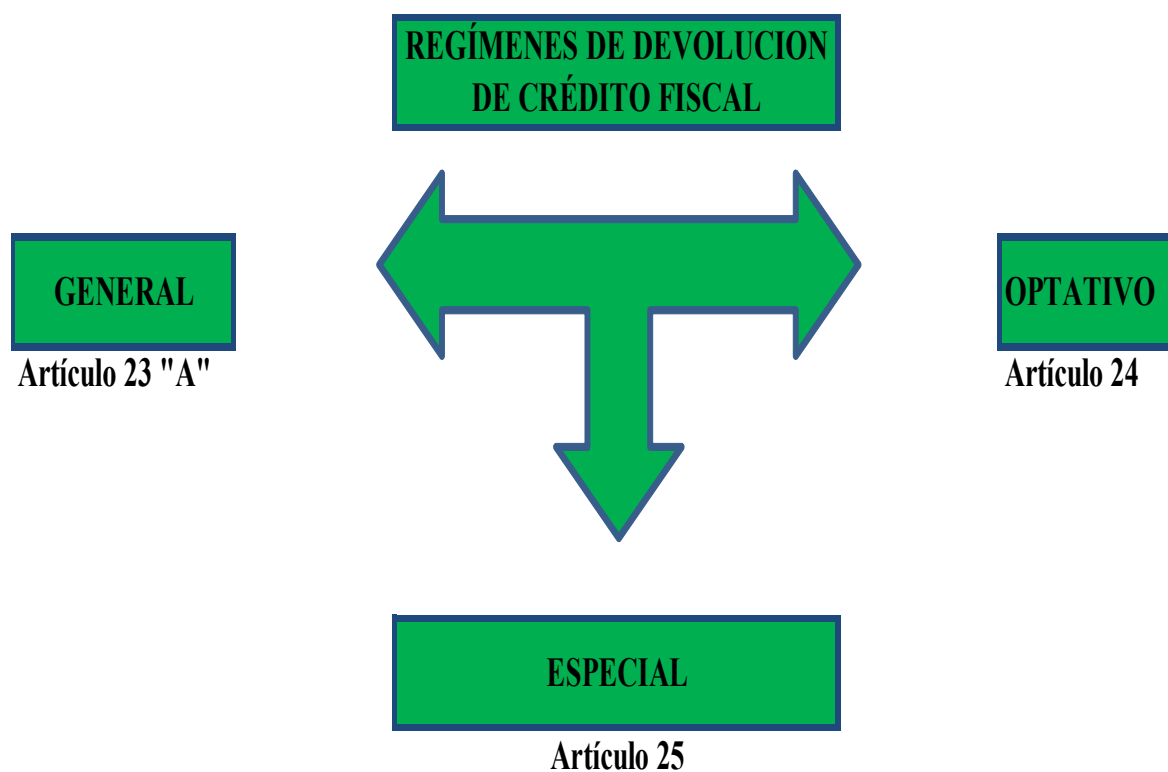 REGÍMENES DE DEVOLUCION
DE CRÉDITO FISCAL
GENERAL
Artículo 23 "A"
OPTATIVO
Artículo 24
ESPECIAL
Artículo 25